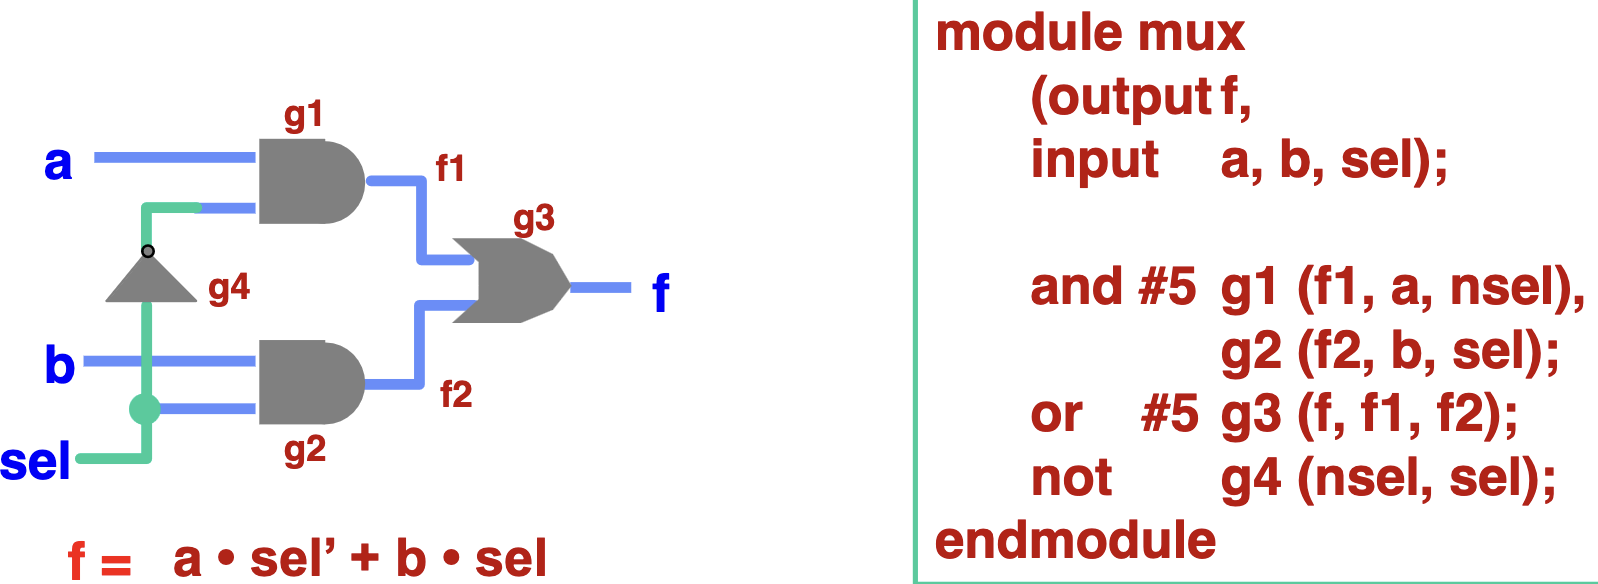 g1
a
f1
g3
g4
f
b
f2
g2
sel
f = a • sel’ + b • sel
module mux
(output f,
input a, b, sel);
and #5 g1 (f1, a, nsel),
g2 (f2, b, sel);
or #5 g3 (f, f1, f2);
not g4 (nsel, sel);
endmodule